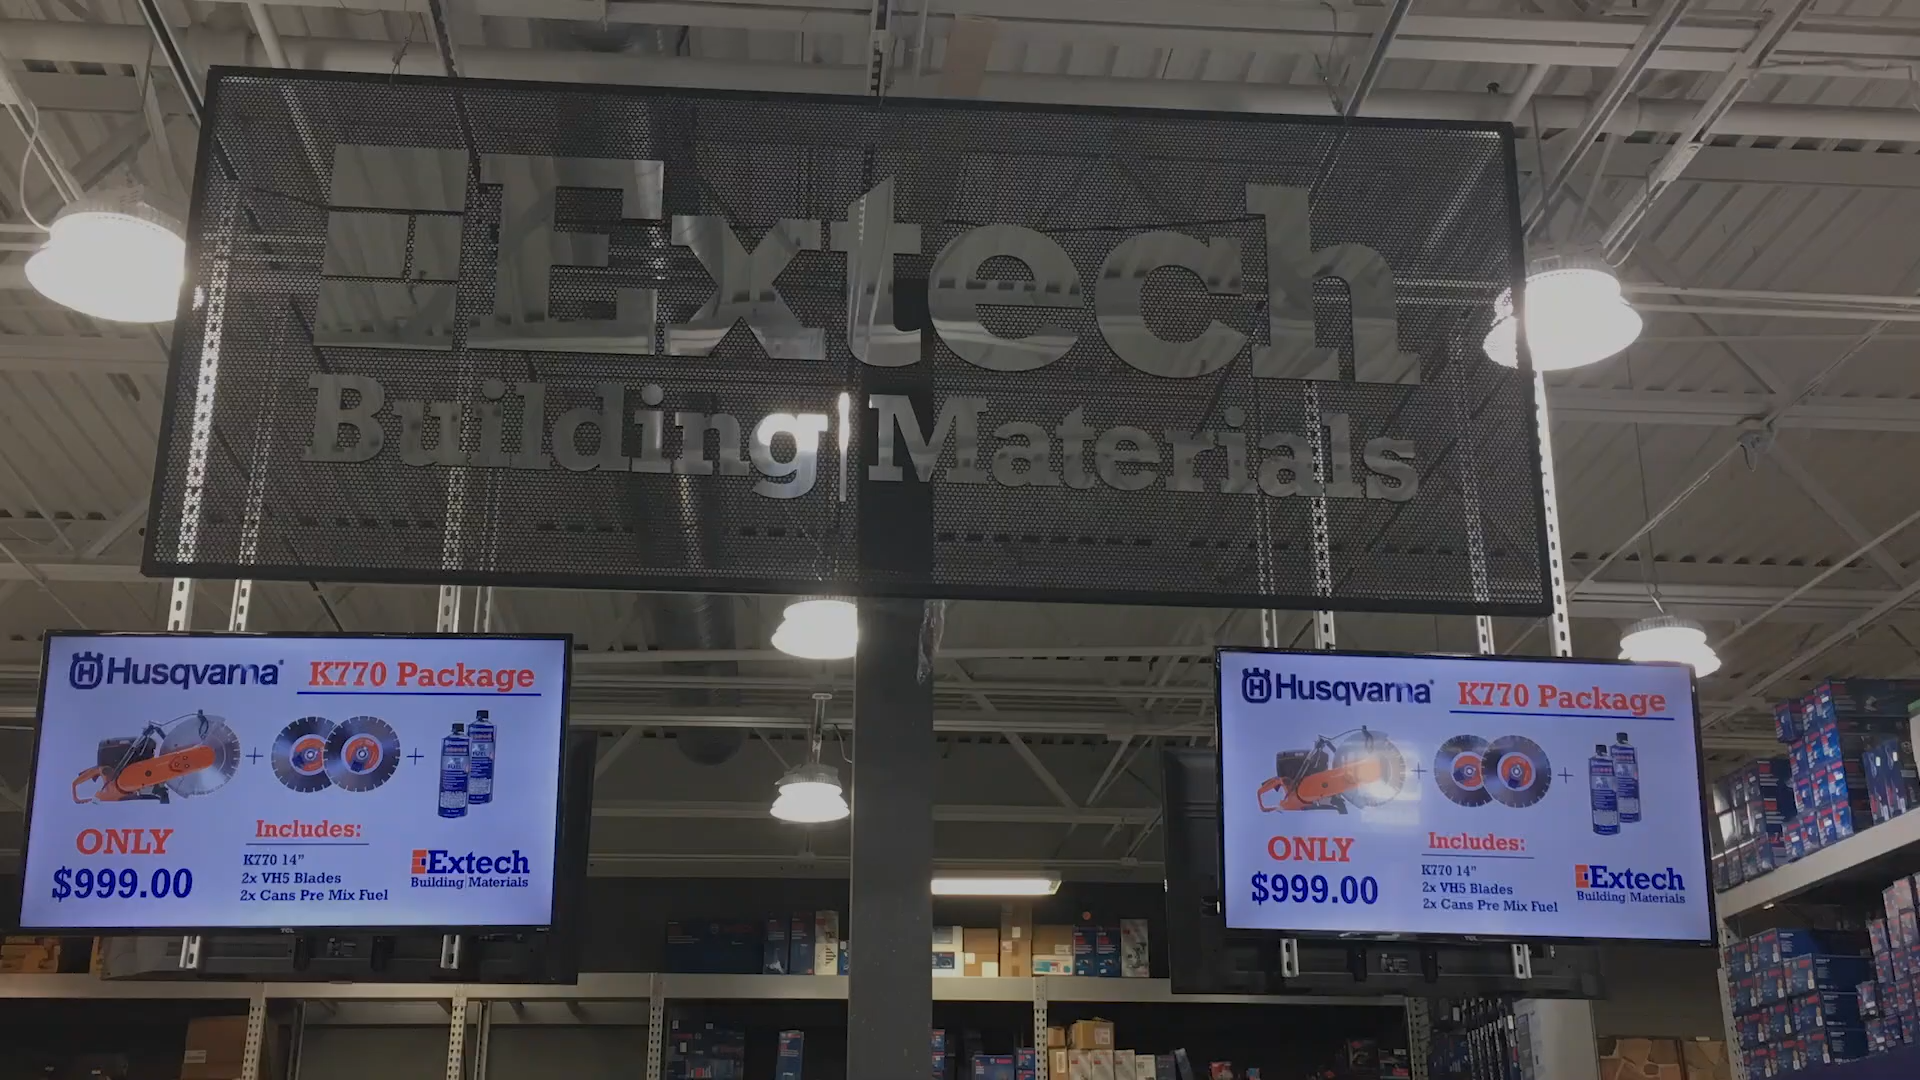 Extech
Building|Materials
Husqvarna
K770 Package
ONLY
$999.00
Includes:
K770 14"
2x VH5 Blades
2x Cans Pre Mix Fuel
Extech
Building|Materials
TCL
Husqvarna
K770 Package
ONLY
$999.00
Includes:
K770 14"
2x VH5 Blades
2x Cans Pre Mix Fuel
Extech
Building|Materials
TCL